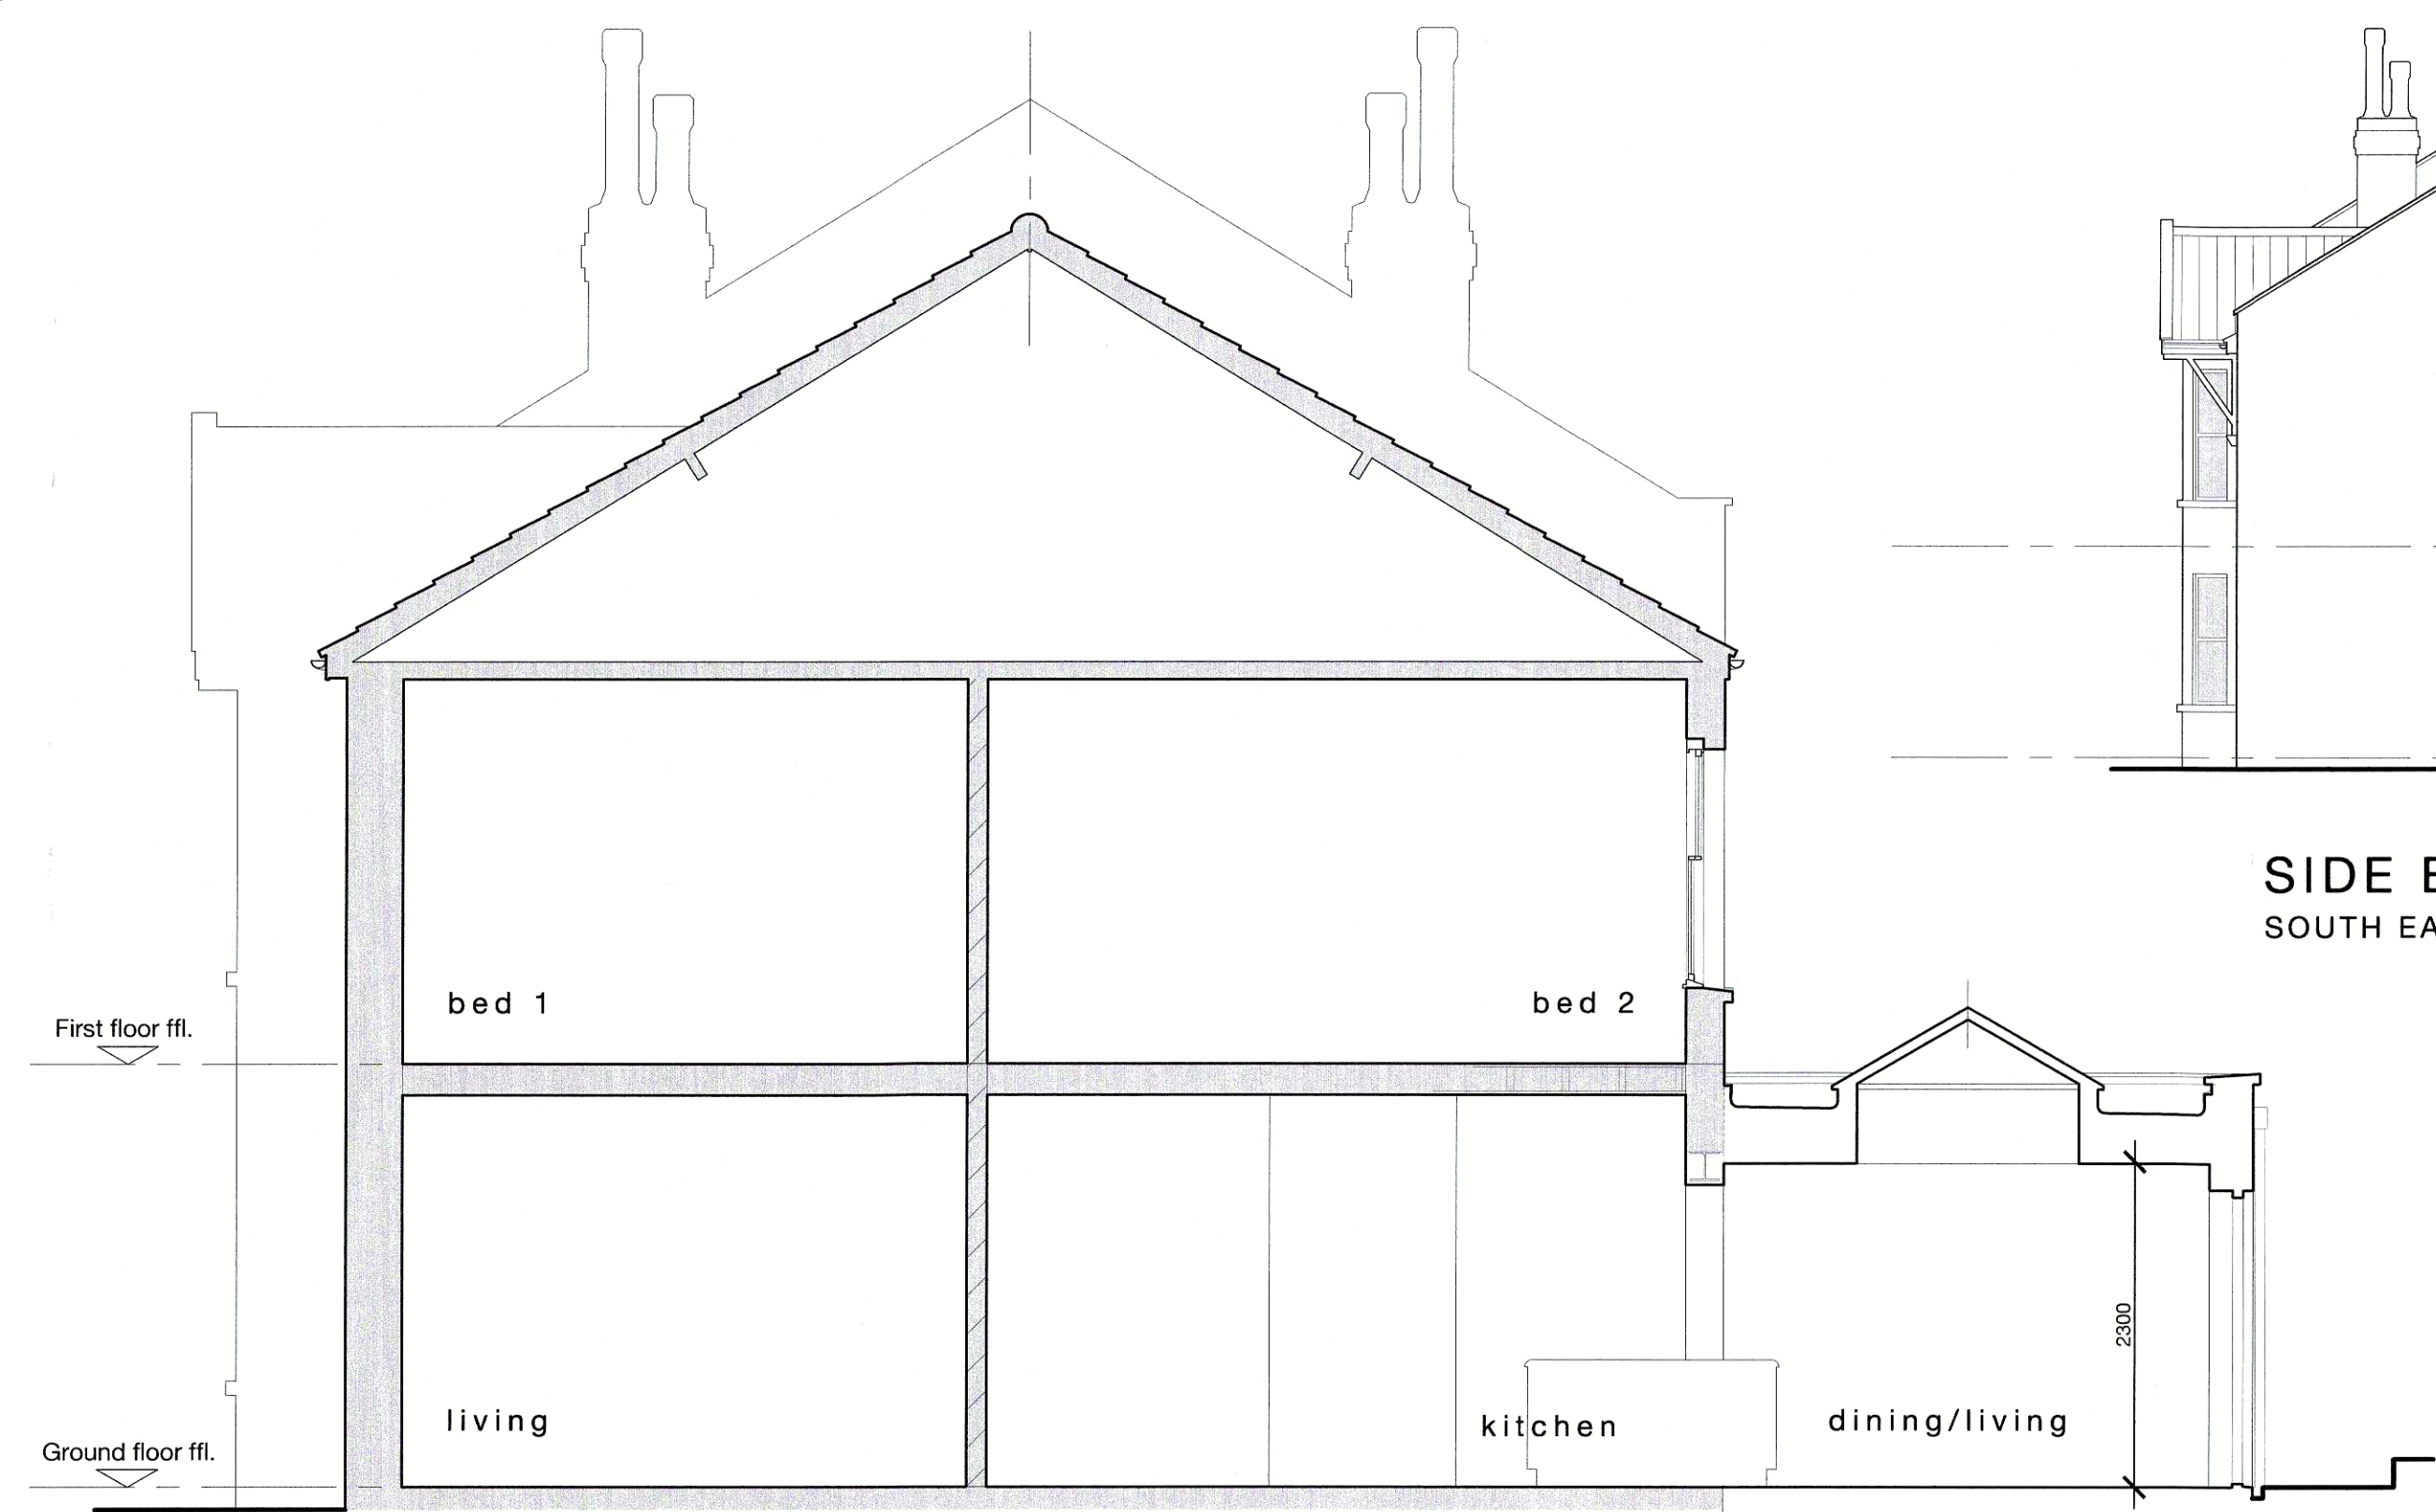 SIDE E
SOUTH EA
bed 1
bed 2
First floor ffl.
2300
living
kitchen
dining/living
Ground floor ffl.